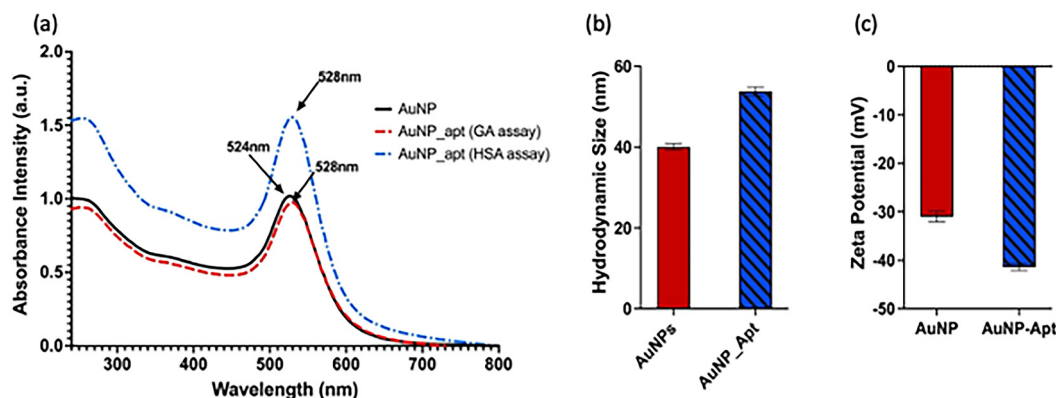 (a)
2.0
1.5
1.0
0.5
0.0
Absorbance Intensity (a.u.)
528nm
524nm
528nm
AuNP
AuNP_apt (GA assay)
AuNP_apt (HSA assay)
300 400 500 600 700 800
Wavelength (nm)
(b)
60
40
20
0
Hydrodynamic Size (nm)
AuNPs
AuNP_Apt
(c)
0
-10
-20
-30
-40
-50
Zeta Potential (mV)
AuNP
AuNP-Apt